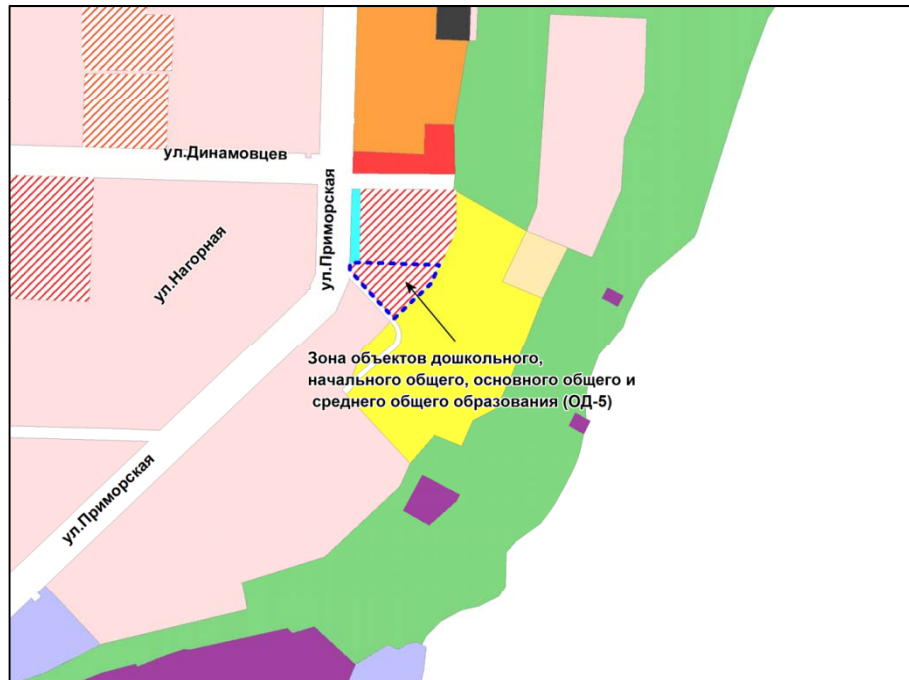 ул.Динамовцев
ул.Приморская
ул.Нагорная
Зона объектов дошкольного,
начального общего, основного общего и
среднего общего образования (ОД-5)
ул.Приморская